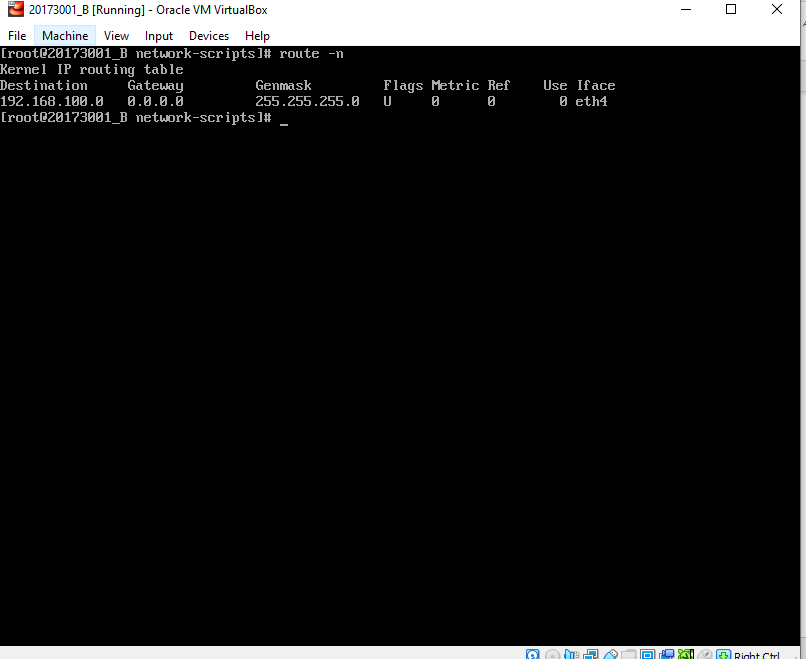 20173001_B [Running] - Oracle VM VirtualBox
File Machine View Input Devices Help
[root@20173001_B network-scripts]# route -n
Kernel IP routing table
Destination Gateway Genmask Flags Metric Ref Use Iface
192.168.100.0 0.0.0.0 255.255.255.0 U 0 0 0 eth4
[root@20173001_B network-scripts]# _
Right Ctrl